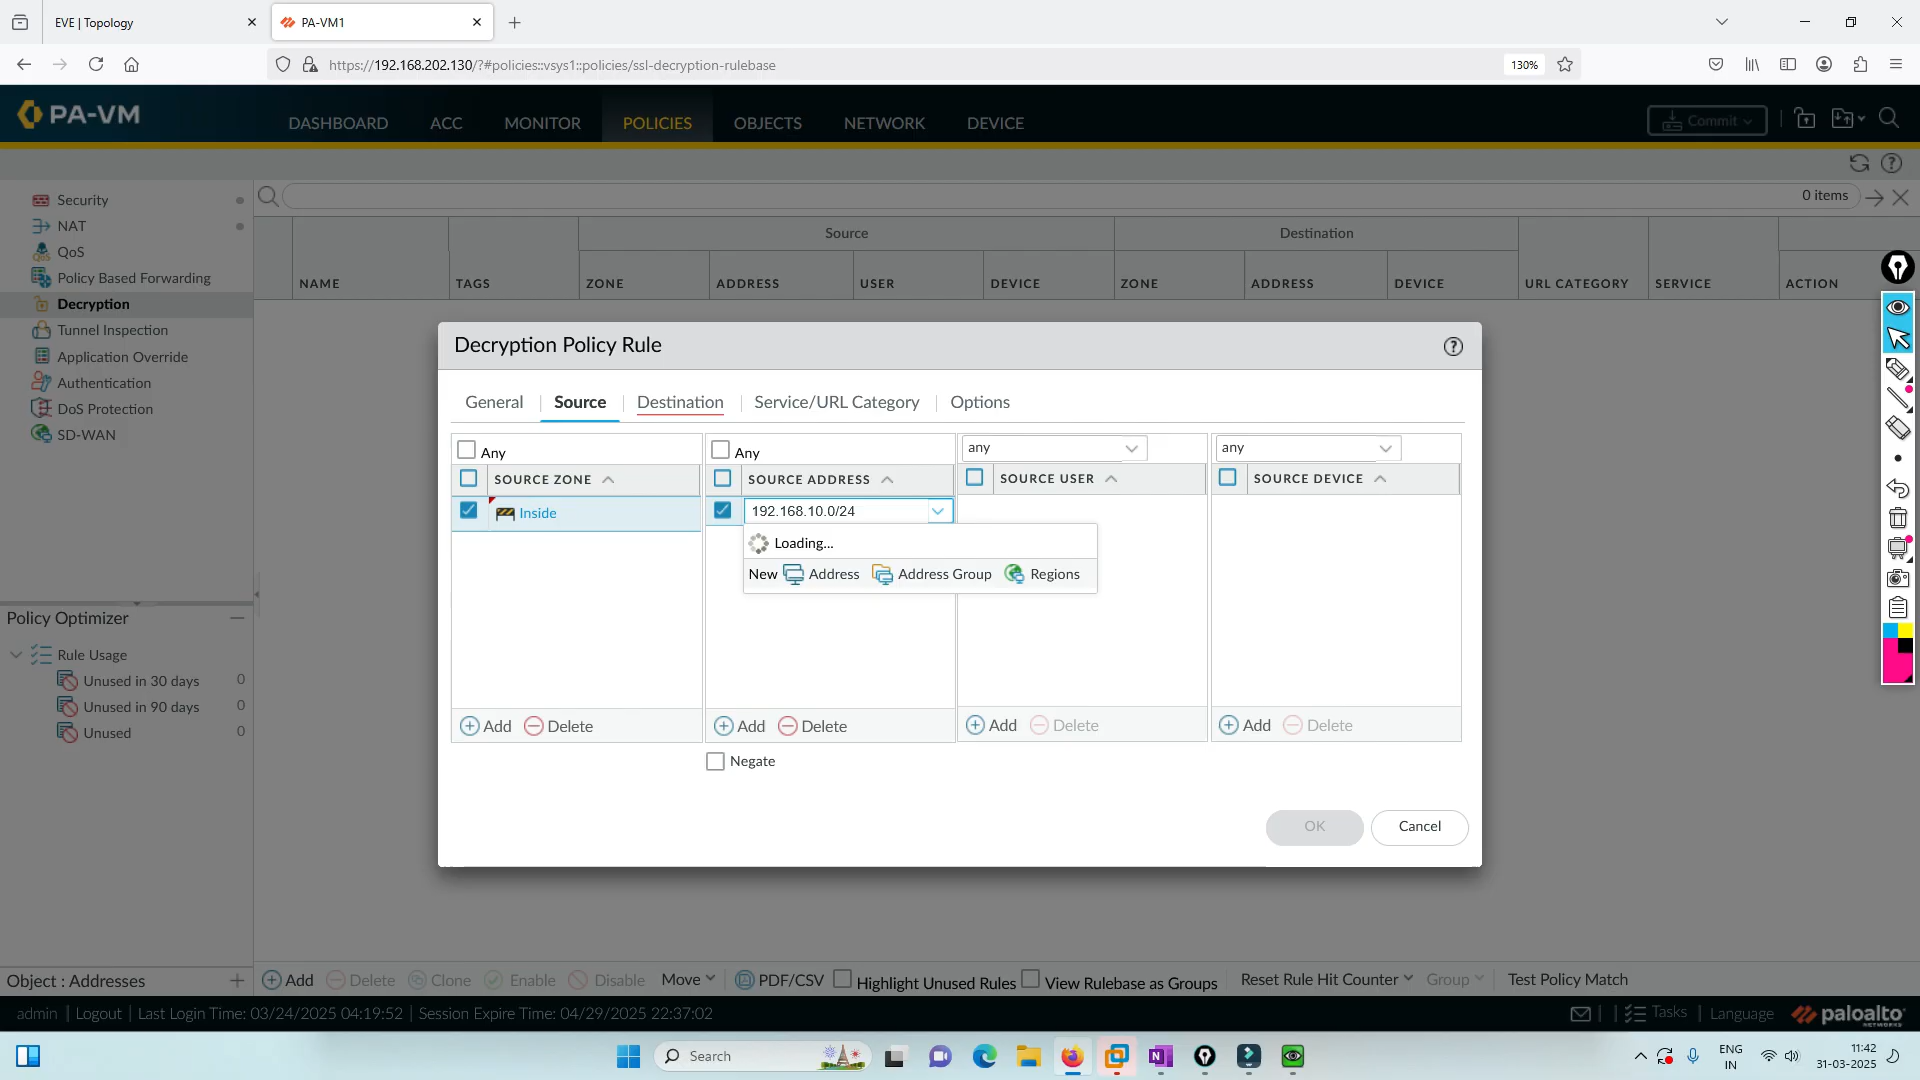 EVE | Topology
PA-VM1
https://192.168.202.130/?#policies::vsys1::policies/ssl-decryption-rulebase
130%
PA-VM
DASHBOARD
ACC
MONITOR
POLICIES
OBJECTS
NETWORK
DEVICE
Commit
Security
NAT
QoS
Policy Based Forwarding
Decryption
Tunnel Inspection
Application Override
Authentication
DoS Protection
SD-WAN
0 items
Source
Destination
NAME
TAGS
ZONE
ADDRESS
USER
DEVICE
ZONE
ADDRESS
DEVICE
URL CATEGORY
SERVICE
ACTION
Decryption Policy Rule
General
Source
Destination
Service/URL Category
Options
Any
Any
any
any
SOURCE ZONE
SOURCE ADDRESS
SOURCE USER
SOURCE DEVICE
Inside
192.168.10.0/24
Loading...
New Address Address Group Regions
Add Delete
Add Delete
Add Delete
Add Delete
Negate
OK
Cancel
Policy Optimizer
Rule Usage
Unused in 30 days 0
Unused in 90 days 0
Unused 0
Object : Addresses
Add Delete Clone Enable Disable Move PDF/CSV Highlight Unused Rules View Rulebase as Groups Reset Rule Hit Counter Group Test Policy Match
admin | Logout | Last Login Time: 03/24/2025 04:19:52 | Session Expire Time: 04/29/2025 22:37:02
Tasks | Language
paloalto
NETWORKS
Search
ENG
IN
11:42
31-03-2025